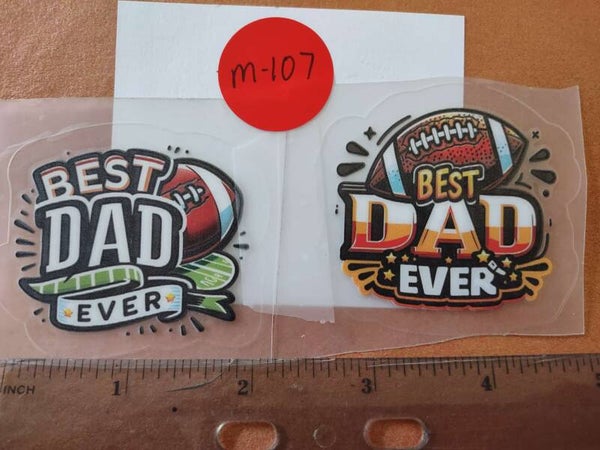 m-107
BEST
DAD
EVER
BEST
DAD
EVER
INCH 1 2 3 4